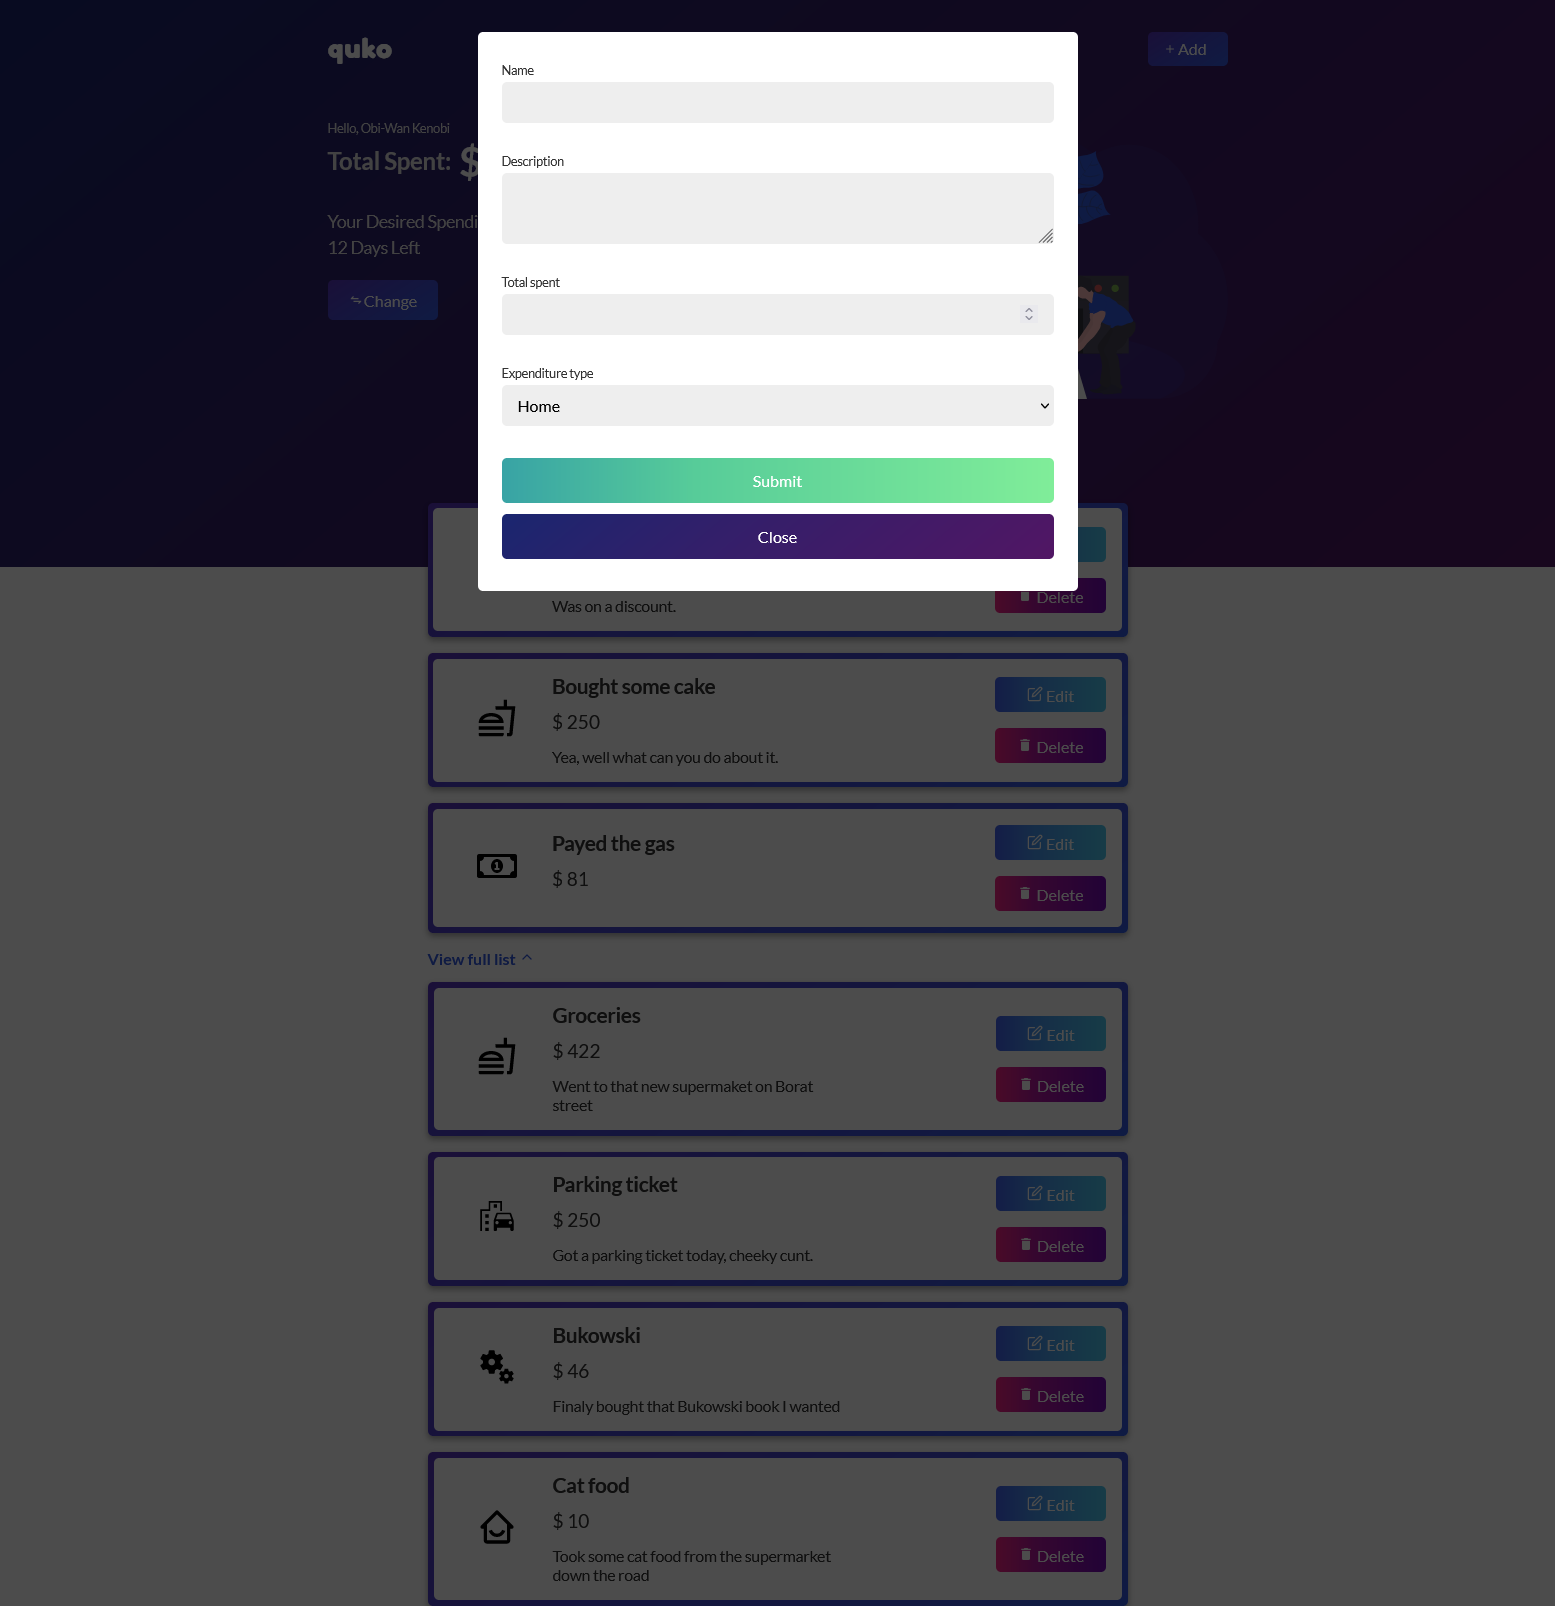 quko
+ Add
Hello, Obi-Wan Kenobi
Total Spent: $
Your Desired
12 Days Left
Change
Name
Description
Total spent
Expenditure type
Home
Submit
Close
Was on a discount.
Delete
Bought some cake
$ 250
Yea, well what can you do about it.
Edit
Delete
Payed the gas
$ 81
Edit
Delete
View full list
Groceries
$ 422
Went to that new supermaket on Borat
street
Edit
Delete
Parking ticket
$ 250
Got a parking ticket today, cheeky cunt.
Edit
Delete
Bukowski
$ 46
Finaly bought that Bukowski book I wanted
Edit
Delete
Cat food
$ 10
Took some cat food from the supermarket
down the road
Edit
Delete